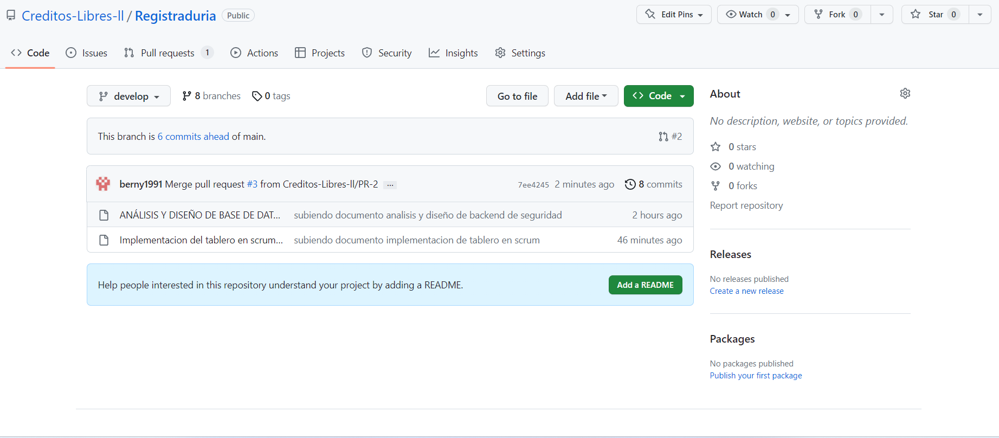 Creditos-Libres-ll / Registraduria Public
Edit Pins Watch 0 Fork 0 Star 0
Code Issues Pull requests 1 Actions Projects Security Insights Settings
develop 8 branches 0 tags Go to file Add file Code
This branch is 6 commits ahead of main. #2
berny1991 Merge pull request #3 from Creditos-Libres-ll/PR-2 ... 7ee4245 2 minutes ago 8 commits
ANÁLISIS Y DISEÑO DE BASE DE DAT... subiendo documento analisis y diseño de backend de seguridad 2 hours ago
Implementacion del tablero en scrum... subiendo documento implementacion de tablero en scrum 46 minutes ago
Help people interested in this repository understand your project by adding a README. Add a README
About
No description, website, or topics provided.
0 stars
0 watching
0 forks
Report repository
Releases
No releases published
Create a new release
Packages
No packages published
Publish your first package